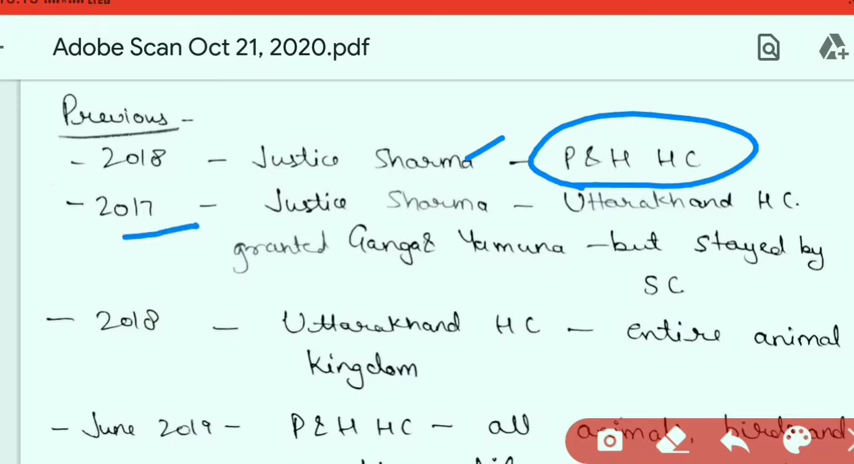 Adobe Scan Oct 21, 2020.pdf
Previous -
- 2018 - Justice Sharma - P&H HC
- 2017 - Justice Sharma - Uttarakhand HC.
granted Ganga & Yamuna - but stayed by
SC
- 2018 - Uttarakhand HC - entire animal
kingdom
- June 2019 - P&H HC - all animals, birds and